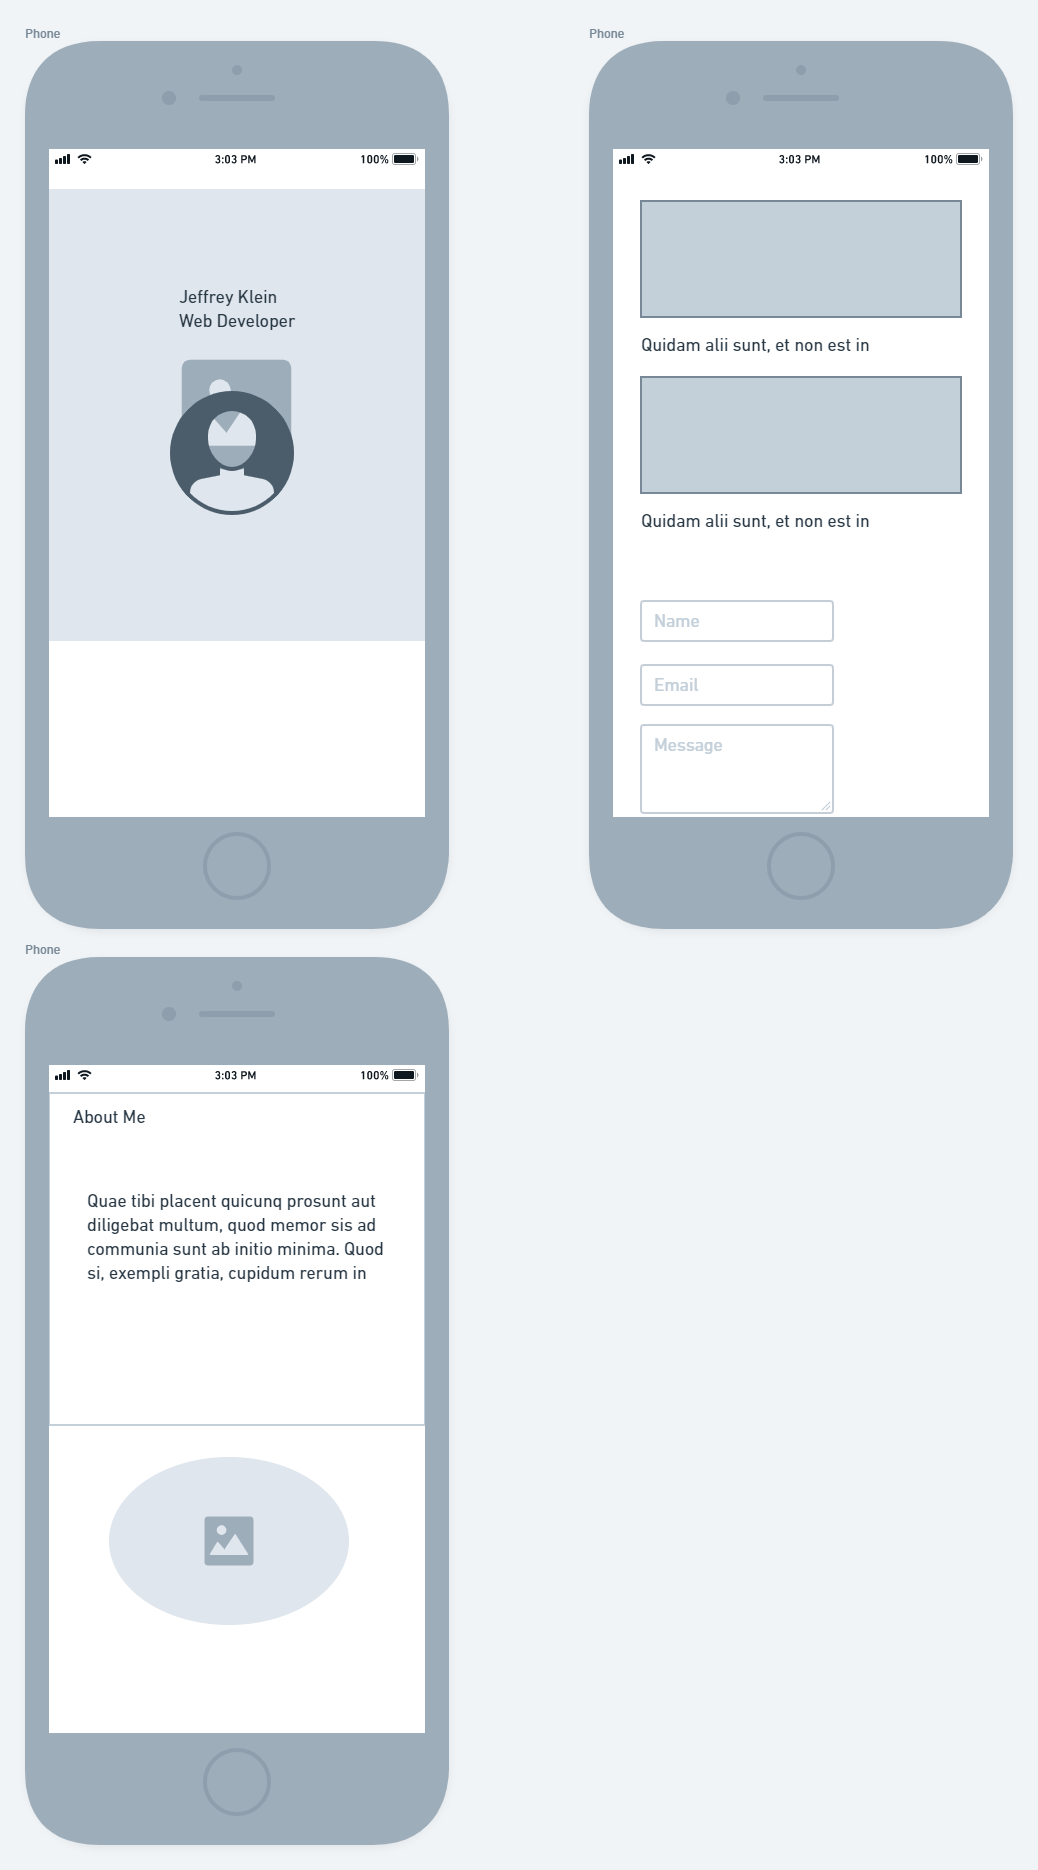 Phone
3:03 PM
100%
Jeffrey Klein
Web Developer
Phone
3:03 PM
100%
Quidam alii sunt, et non est in
Quidam alii sunt, et non est in
Name
Email
Message
Phone
3:03 PM
100%
About Me
Quae tibi placent quicunq prosunt aut
diligebat multum, quod memor sis ad
communia sunt ab initio minima. Quod
si, exempli gratia, cupidum rerum in